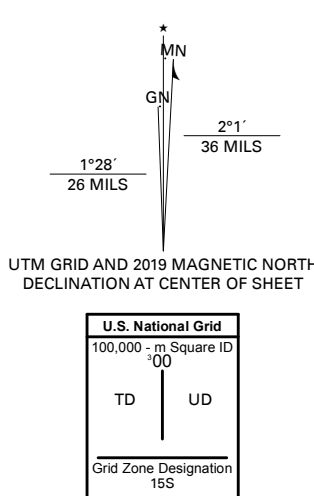 ★
MN
GN
2°1´
36 MILS
1°28´
26 MILS
UTM GRID AND 2019 MAGNETIC NORTH
DECLINATION AT CENTER OF SHEET
U.S. National Grid
100,000 - m Square ID
³00
TD UD
Grid Zone Designation
15S